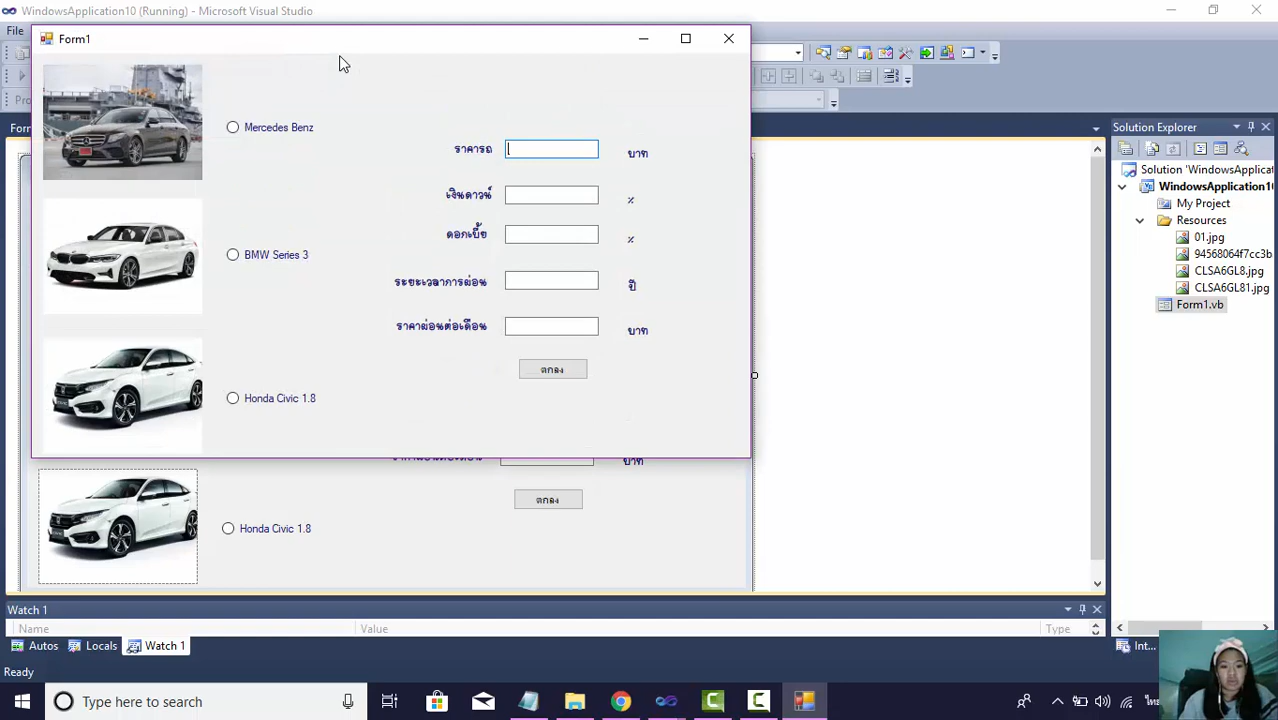 WindowsApplication10 (Running) - Microsoft Visual Studio
File
Form1
Mercedes Benz
ราคารถ
บาท
เงินดาวน์
%
ดอกเบี้ย
%
BMW Series 3
ระยะเวลาการผ่อน
ปี
ราคาผ่อนต่อเดือน
บาท
ตกลง
Honda Civic 1.8
บาท
ตกลง
Honda Civic 1.8
Solution Explorer
Solution 'WindowsApplication10
WindowsApplication10
My Project
Resources
01.jpg
94568064f7cc3b
CLSA6GL8.jpg
CLSA6GL81.jpg
Form1.vb
Watch 1
Name
Value
Type
Autos
Locals
Watch 1
Int...
Ready
Type here to search